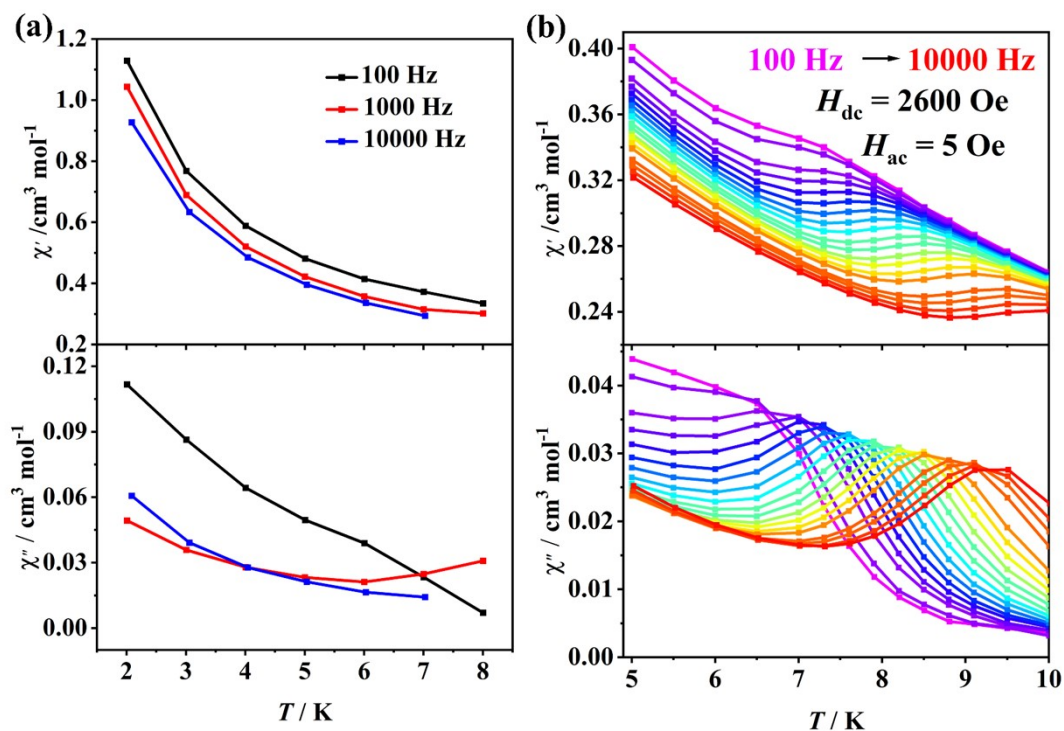 (a)
1.2
1.0
0.8
0.6
0.4
0.2
χ′ /cm³ mol⁻¹
100 Hz
1000 Hz
10000 Hz
0.12
0.09
0.06
0.03
0.00
χ″ / cm³ mol⁻¹
2 3 4 5 6 7 8
T / K
(b)
0.40
0.36
0.32
0.28
0.24
χ′ / cm³ mol⁻¹
100 Hz → 10000 Hz
H_dc = 2600 Oe
H_ac = 5 Oe
0.04
0.03
0.02
0.01
0.00
χ″ / cm³ mol⁻¹
5 6 7 8 9 10
T / K